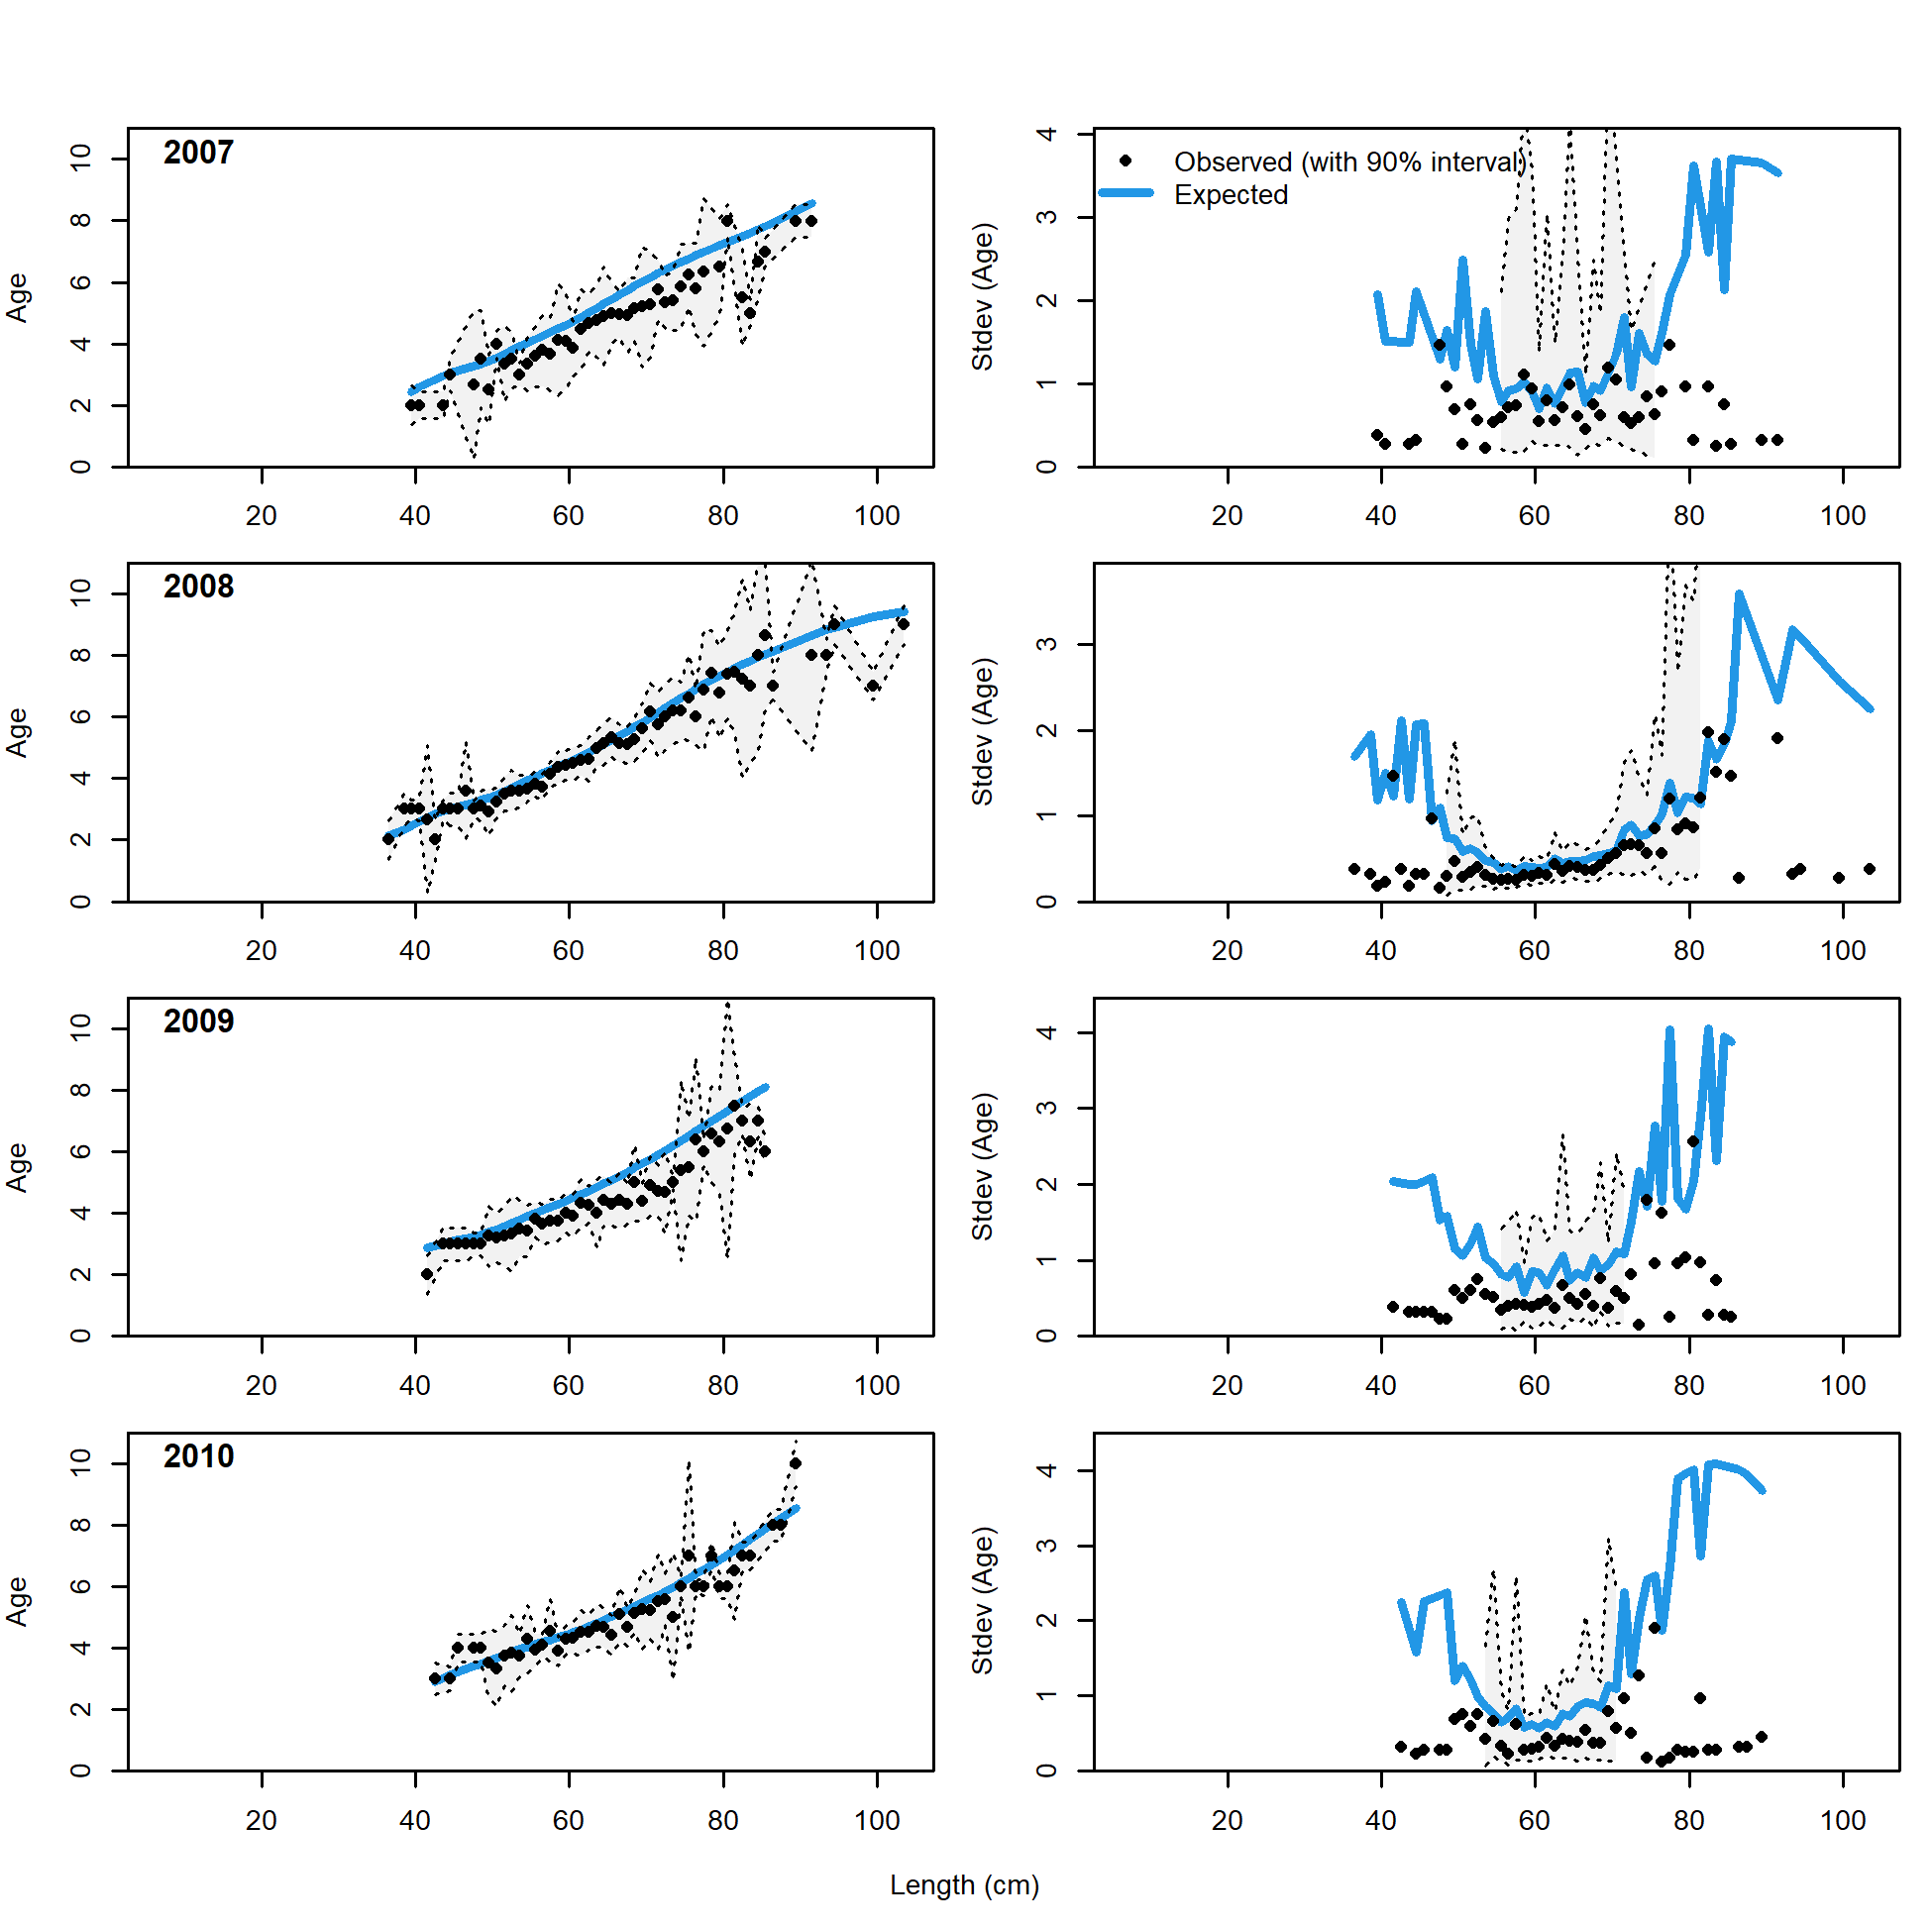 2007
Age
0 2 4 6 8 10
20 40 60 80 100
Observed (with 90% interval)
Expected
Stdev (Age)
0 1 2 3 4
20 40 60 80 100
2008
Age
0 2 4 6 8 10
20 40 60 80 100
Stdev (Age)
0 1 2 3
20 40 60 80 100
2009
Age
0 2 4 6 8 10
20 40 60 80 100
Stdev (Age)
0 1 2 3 4
20 40 60 80 100
2010
Age
0 2 4 6 8 10
20 40 60 80 100
Stdev (Age)
0 1 2 3 4
20 40 60 80 100
Length (cm)